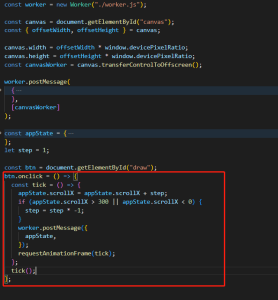 const worker = new Worker("./worker.js");
const canvas = document.getElementById("canvas");
const { offsetWidth, offsetHeight } = canvas;
canvas.width = offsetWidth * window.devicePixelRatio;
canvas.height = offsetHeight * window.devicePixelRatio;
const canvasWorker = canvas.transferControlToOffscreen();
worker.postMessage(
{ ···
},
[canvasWorker]
);
const appState = { ···
};
let step = 1;
const btn = document.getElementById("draw");
btn.onclick = () => {
const tick = () => {
appState.scrollX = appState.scrollX + step;
if (appState.scrollX > 300 || appState.scrollX < 0) {
step = step * -1;
}
worker.postMessage({
appState,
});
requestAnimationFrame(tick);
};
tick();
};